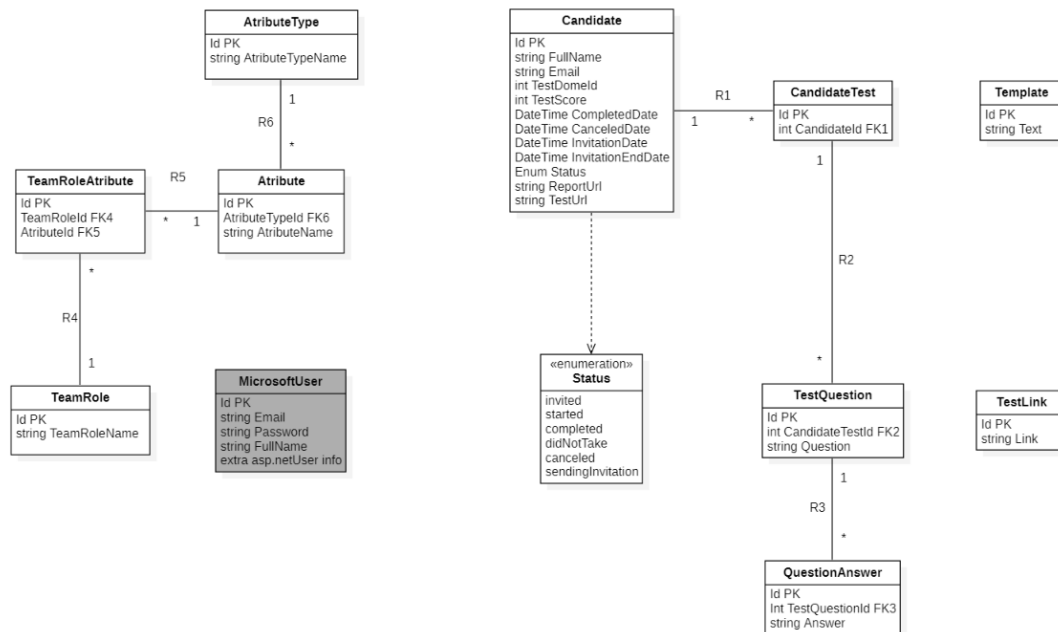 AtributeType
Id PK
string AtributeTypeName
1
R6
*
TeamRoleAtribute
Id PK
TeamRoleId FK4
AtributeId FK5
R5
*
1
Atribute
Id PK
AtributeTypeId FK6
string AtributeName
*
R4
1
TeamRole
Id PK
string TeamRoleName
MicrosoftUser
Id PK
string Email
string Password
string FullName
extra asp.netUser info
Candidate
Id PK
string FullName
string Email
int TestDomeId
int TestScore
DateTime CompletedDate
DateTime CanceledDate
DateTime InvitationDate
DateTime InvitationEndDate
Enum Status
string ReportUrl
string TestUrl
R1
1
*
CandidateTest
Id PK
int CandidateId FK1
1
R2
*
«enumeration»
Status
invited
started
completed
didNotTake
canceled
sendingInvitation
TestQuestion
Id PK
int CandidateTestId FK2
string Question
1
R3
*
QuestionAnswer
Id PK
Int TestQuestionId FK3
string Answer
Template
Id PK
string Text
TestLink
Id PK
string Link